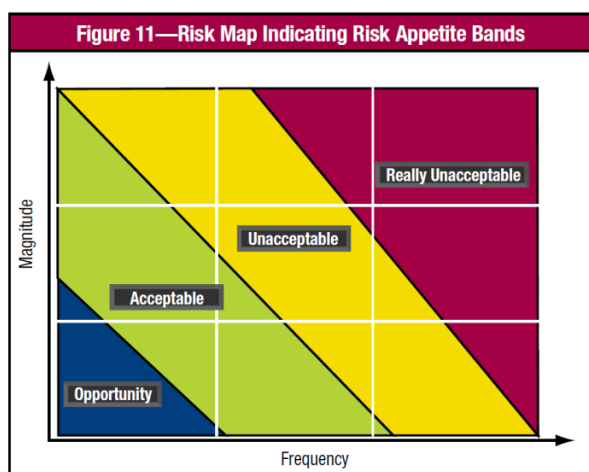 Figure 11—Risk Map Indicating Risk Appetite Bands
Magnitude
Really Unacceptable
Unacceptable
Acceptable
Opportunity
Frequency